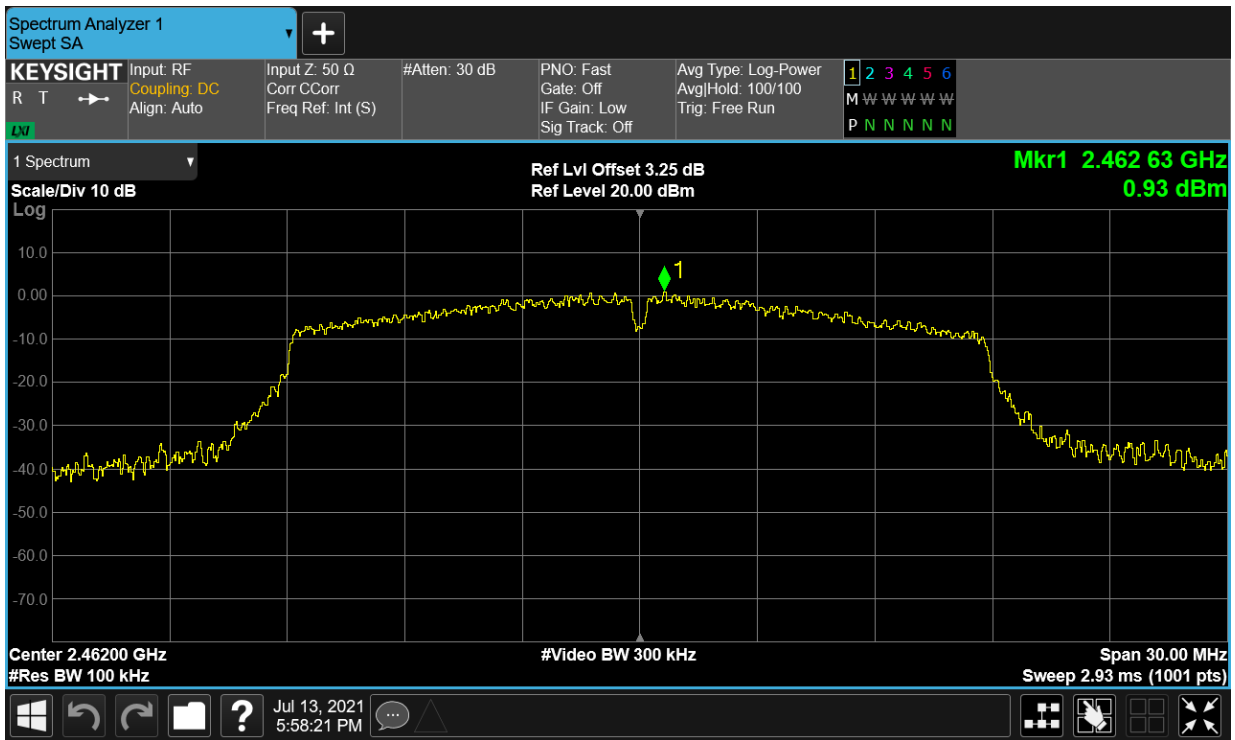 Spectrum Analyzer 1
Swept SA
+
KEYSIGHT
R T
LXI
Input: RF
Coupling: DC
Align: Auto
Input Z: 50 Ω
Corr CCorr
Freq Ref: Int (S)
#Atten: 30 dB
PNO: Fast
Gate: Off
IF Gain: Low
Sig Track: Off
Avg Type: Log-Power
Avg|Hold: 100/100
Trig: Free Run
1 2 3 4 5 6
M W W W W W
P N N N N N
1 Spectrum
Scale/Div 10 dB
Log
Ref Lvl Offset 3.25 dB
Ref Level 20.00 dBm
Mkr1 2.462 63 GHz
0.93 dBm
1
10.0
0.00
-10.0
-20.0
-30.0
-40.0
-50.0
-60.0
-70.0
Center 2.46200 GHz
#Res BW 100 kHz
#Video BW 300 kHz
Span 30.00 MHz
Sweep 2.93 ms (1001 pts)
?
Jul 13, 2021
5:58:21 PM